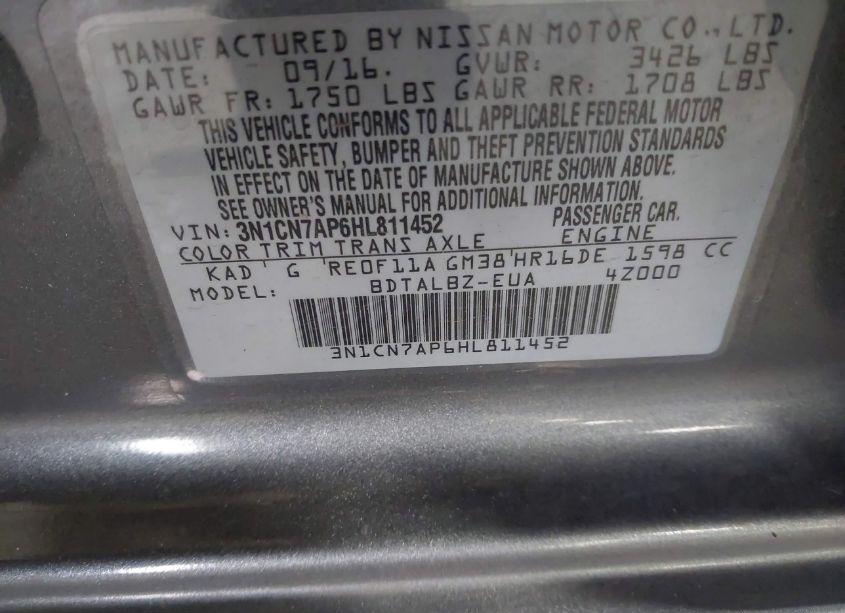 MANUFACTURED BY NISSAN MOTOR CO., LTD.
DATE: 09/16. GVWR: 3426 LBS
GAWR FR: 1750 LBS GAWR RR: 1708 LBS
THIS VEHICLE CONFORMS TO ALL APPLICABLE FEDERAL MOTOR
VEHICLE SAFETY, BUMPER AND THEFT PREVENTION STANDARDS
IN EFFECT ON THE DATE OF MANUFACTURE SHOWN ABOVE.
SEE OWNER'S MANUAL FOR ADDITIONAL INFORMATION.
VIN: 3N1CN7AP6HL811452 PASSENGER CAR.
COLOR TRIM TRANS AXLE ENGINE
KAD ' G 'RE0F11A GM38'HR16DE 1598 CC
MODEL: BDTALBZ-EUA 4Z000
3N1CN7AP6HL811452